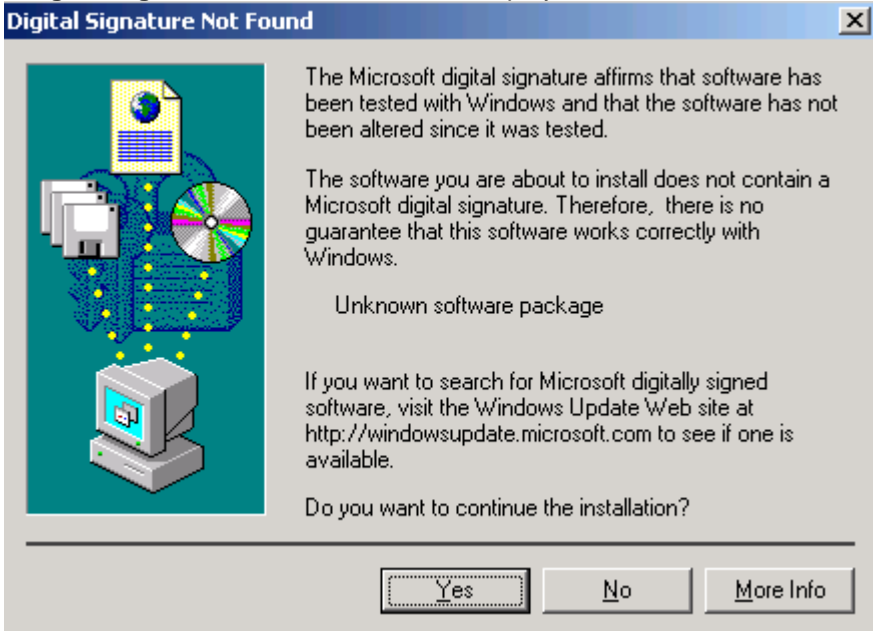 Digital Signature Not Found
The Microsoft digital signature affirms that software has
been tested with Windows and that the software has not
been altered since it was tested.
The software you are about to install does not contain a
Microsoft digital signature. Therefore, there is no
guarantee that this software works correctly with
Windows.
Unknown software package
If you want to search for Microsoft digitally signed
software, visit the Windows Update Web site at
http://windowsupdate.microsoft.com to see if one is
available.
Do you want to continue the installation?
Yes
No
More Info